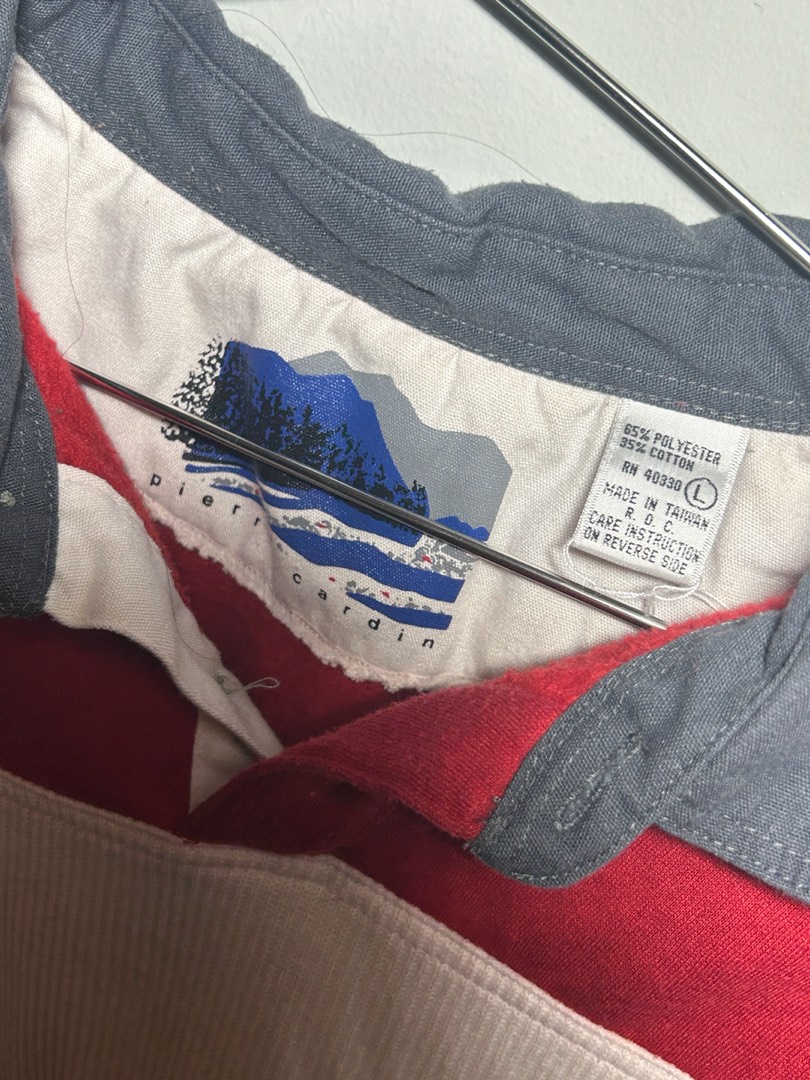 pierre
cardin
65% POLYESTER
35% COTTON
RN 40330 L
MADE IN TAIWAN
R. O. C.
CARE INSTRUCTION
ON REVERSE SIDE